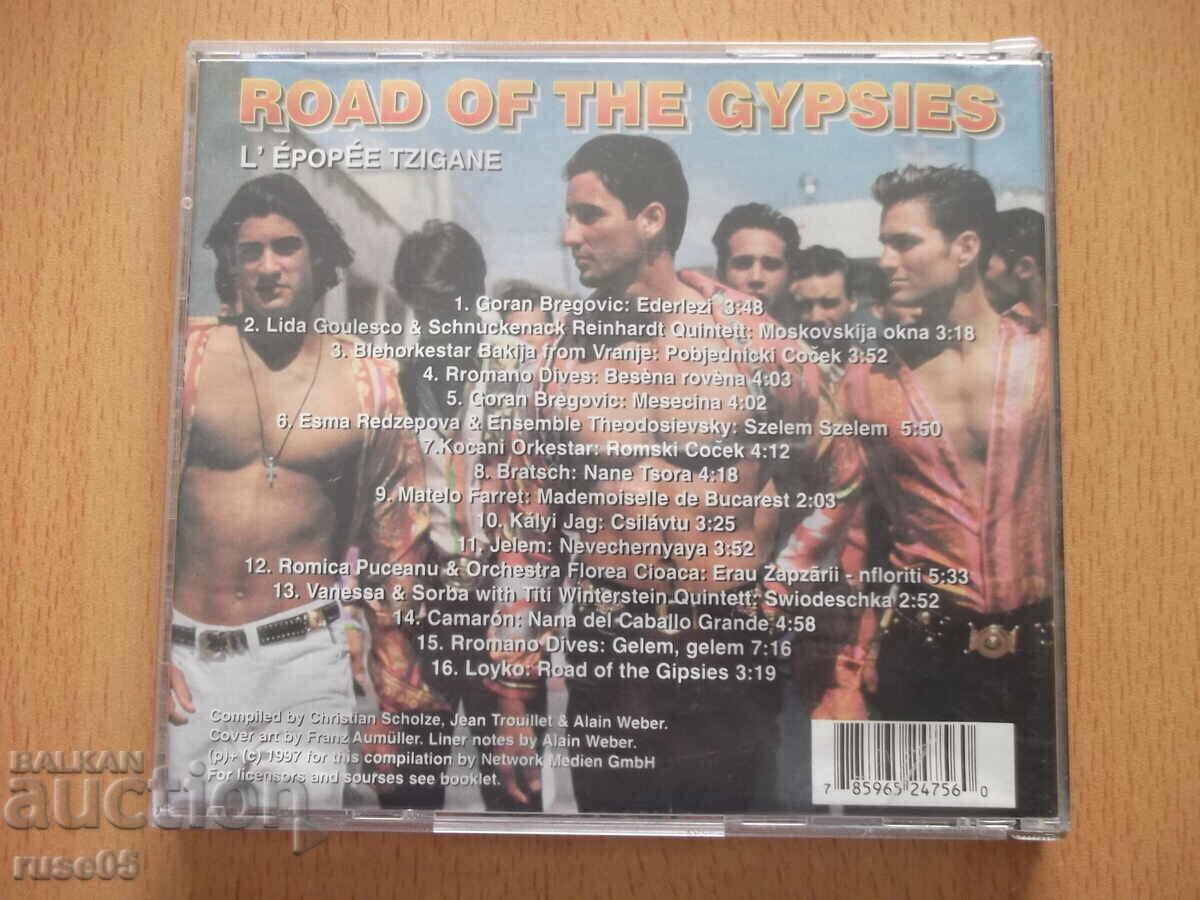 ROAD OF THE GYPSIES
L' ÉPOPÉE TZIGANE
1. Goran Bregovic: Ederlezi 3:48
2. Lida Goulesco & Schnuckenack Reinhardt Quintett: Moskovskija okna 3:18
3. Blehorkestar Bakija from Vranje: Pobjednicki Coček 3:52
4. Rromano Dives: Besèna rovèna 4:03
5. Goran Bregovic: Mesecina 4:02
6. Esma Redzepova & Ensemble Theodosievsky: Szelem Szelem 5:50
7.Kocani Orkestar: Romski Coček 4:12
8. Bratsch: Nane Tsora 4:18
9. Matelo Farret: Mademoiselle de Bucarest 2:03
10. Kályi Jag: Csilávtu 3:25
11. Jelem: Nevechernyaya 3:52
12. Romica Puceanu & Orchestra Florea Cioaca: Erau Zapzãrii - nfloriti 5:33
13. Vanessa & Sorba with Titi Winterstein Quintett: Swiodeschka 2:52
14. Camarón: Nana del Caballo Grande 4:58
15. Rromano Dives: Gelem, gelem 7:16
16. Loyko: Road of the Gipsies 3:19
Compiled by Christian Scholze, Jean Trouillet & Alain Weber.
Cover art by Franz Aumüller. Liner notes by Alain Weber.
(p)+ (c) 1997 for this compilation by Network Medien GmbH
For licensors and sourses see booklet.
7 85965 24756 0
BALKAN
auction
ruse05